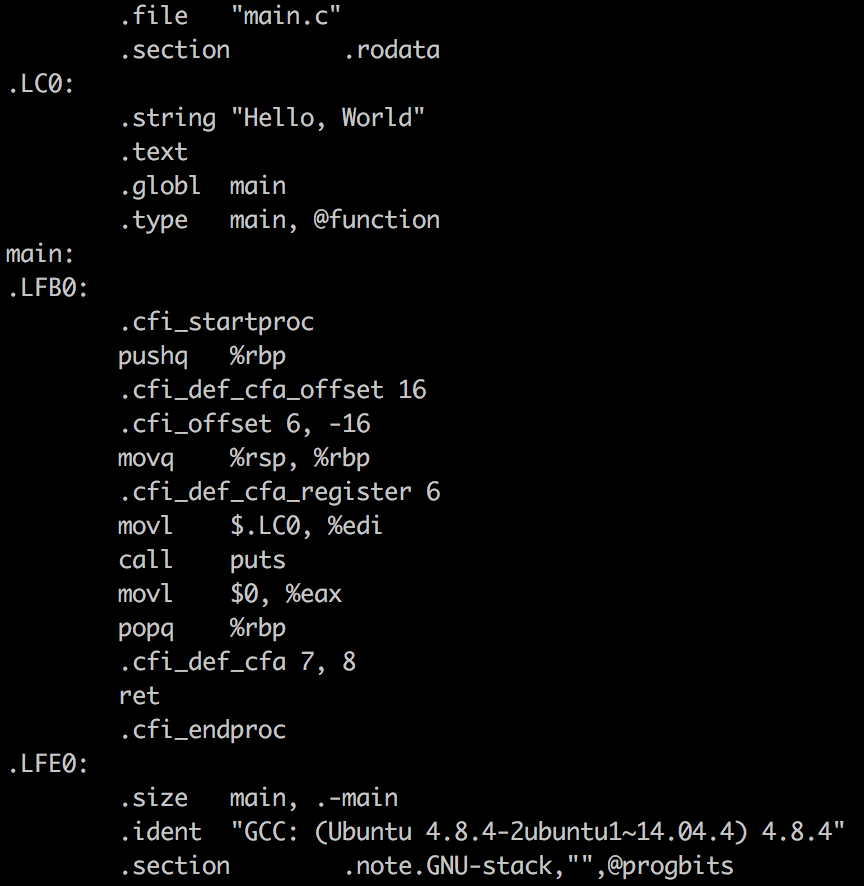 .file "main.c"
.section .rodata
.LC0:
.string "Hello, World"
.text
.globl main
.type main, @function
main:
.LFB0:
.cfi_startproc
pushq %rbp
.cfi_def_cfa_offset 16
.cfi_offset 6, -16
movq %rsp, %rbp
.cfi_def_cfa_register 6
movl $.LC0, %edi
call puts
movl $0, %eax
popq %rbp
.cfi_def_cfa 7, 8
ret
.cfi_endproc
.LFE0:
.size main, .-main
.ident "GCC: (Ubuntu 4.8.4-2ubuntu1~14.04.4) 4.8.4"
.section .note.GNU-stack,"",@progbits